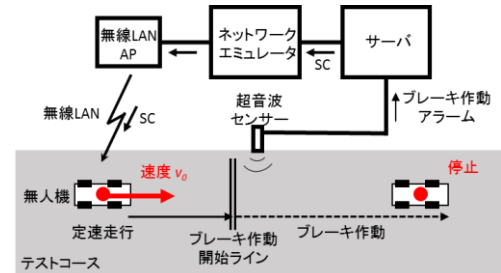 無線LAN
AP
ネットワーク
エミュレータ
サーバ
SC
無線LAN
SC
超音波
センサー
ブレーキ作動
アラーム
速度 v₀
停止
無人機
定速走行
ブレーキ作動
開始ライン
ブレーキ作動
テストコース